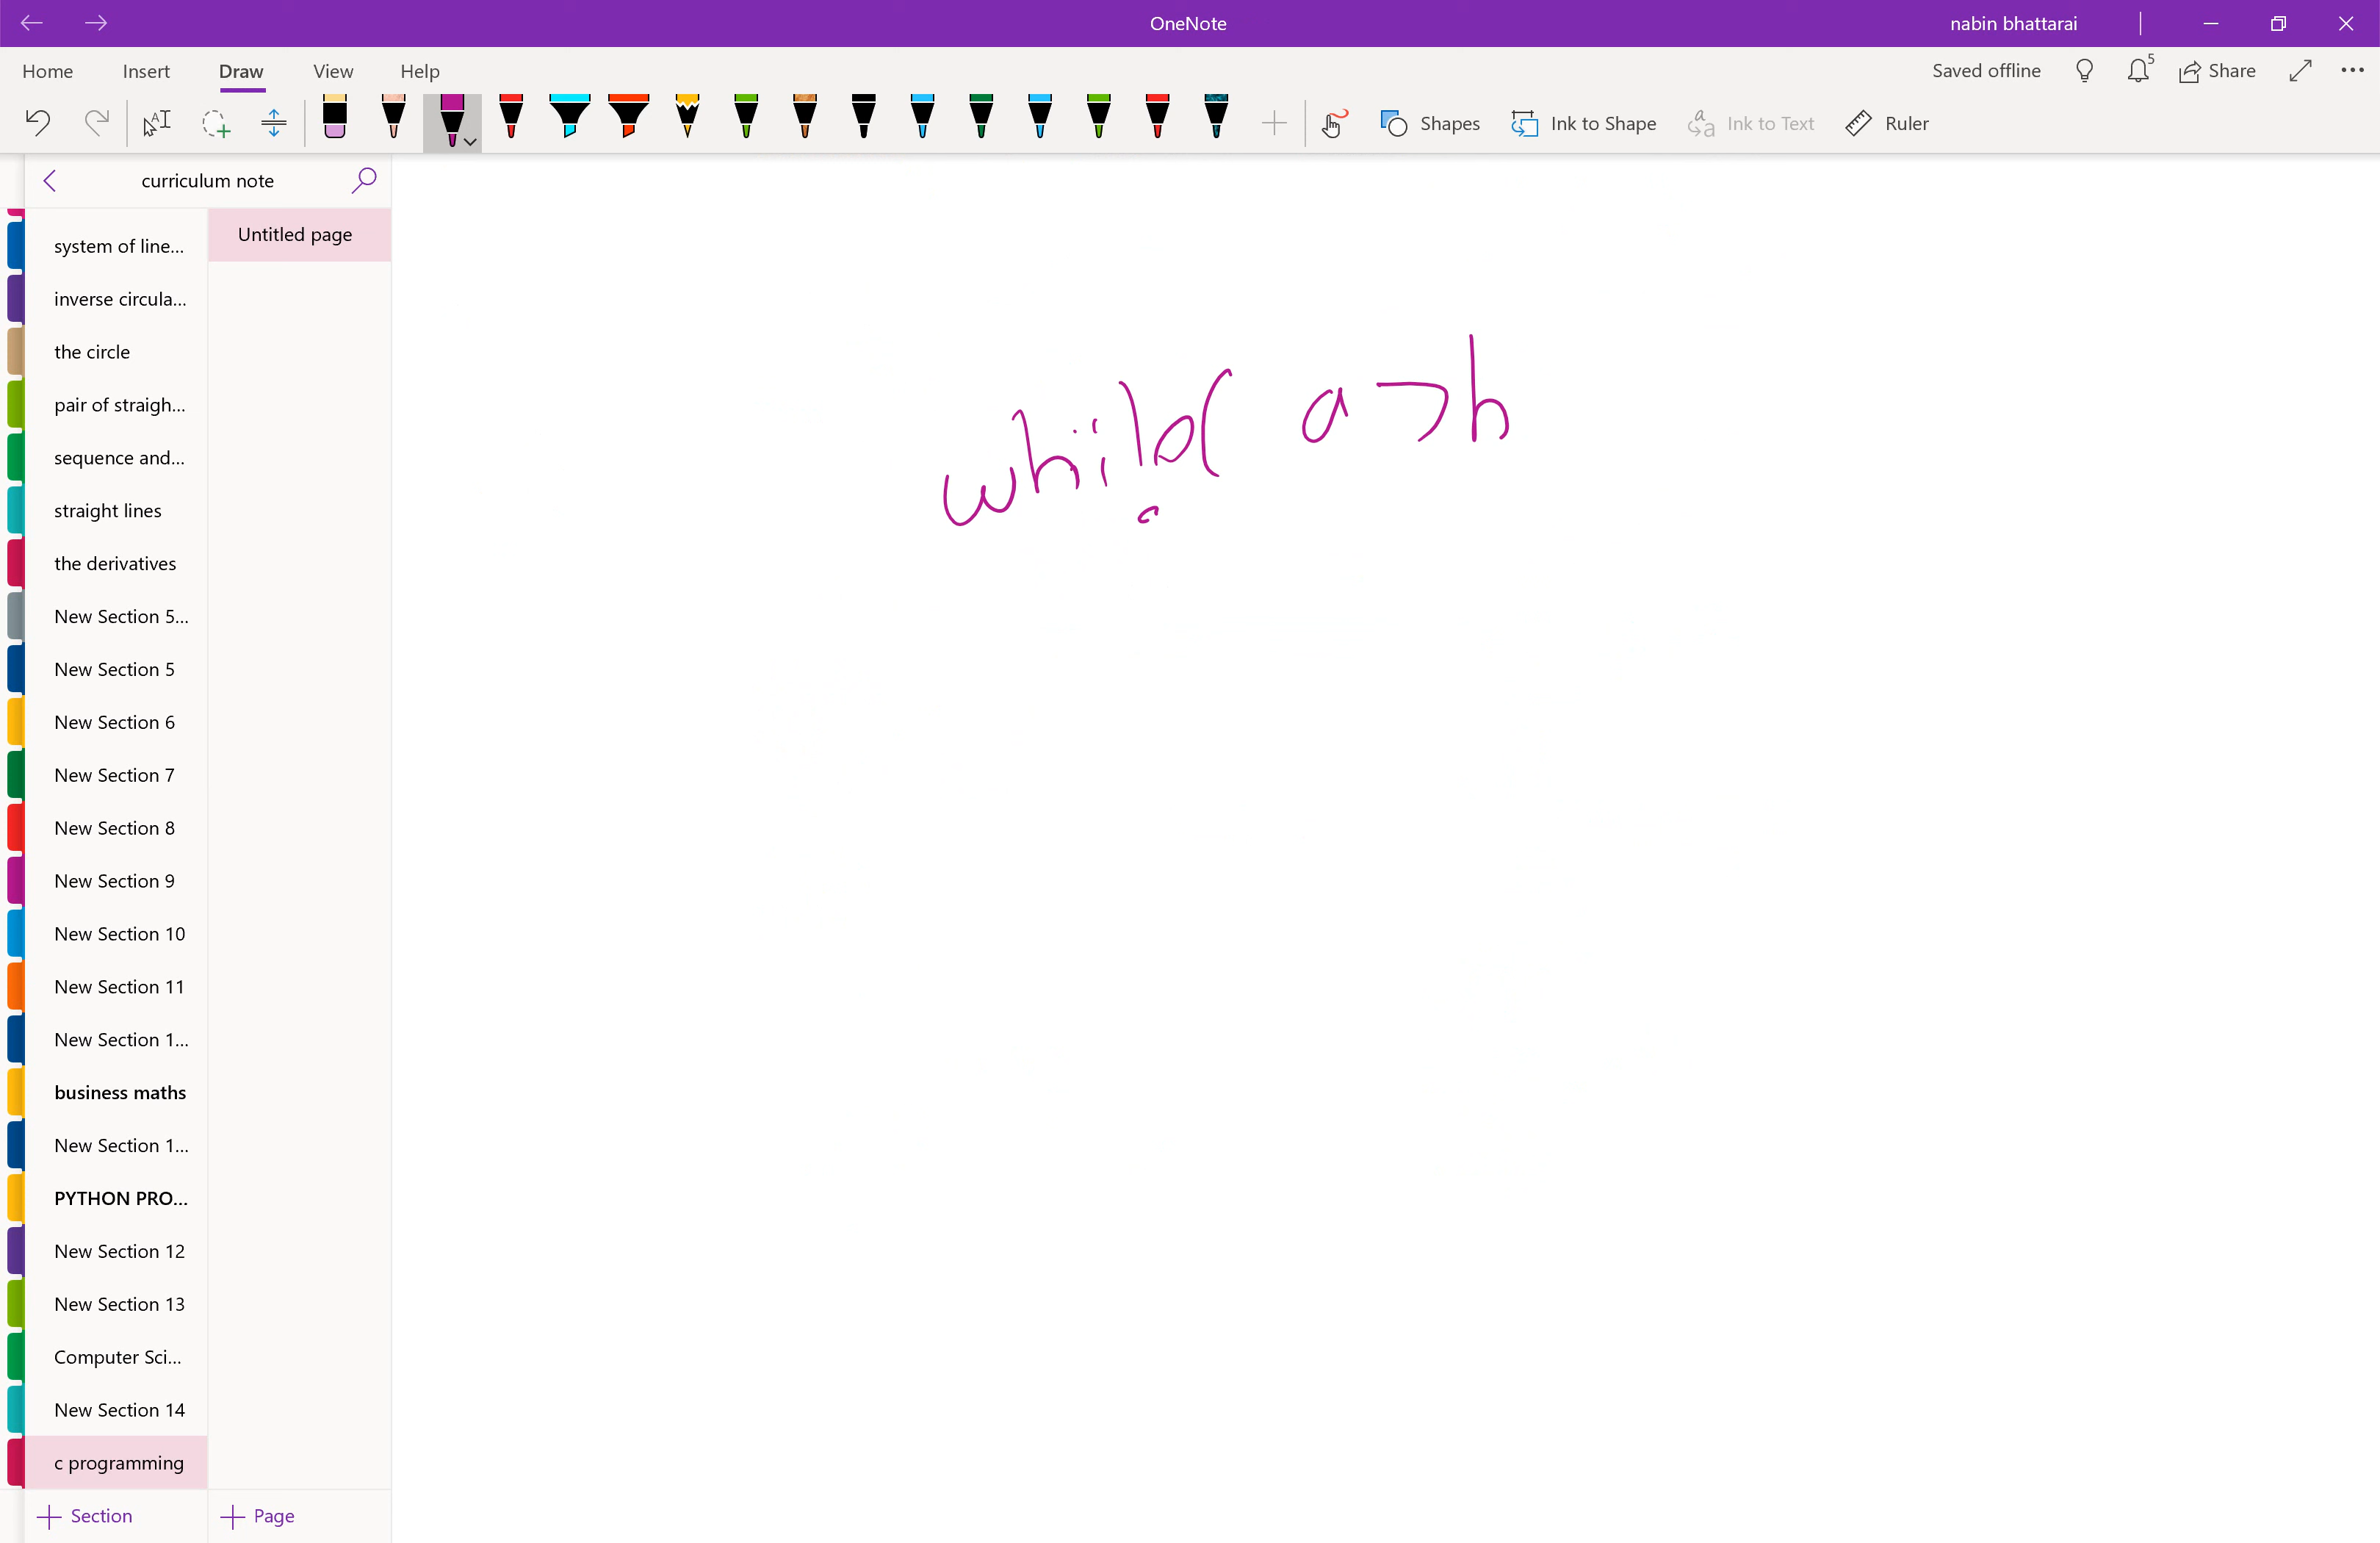 OneNote
nabin bhattarai
Home Insert Draw View Help
Saved offline
5
Share
Shapes
Ink to Shape
Ink to Text
Ruler
curriculum note
Untitled page
system of line...
inverse circula...
the circle
pair of straigh...
sequence and...
straight lines
the derivatives
New Section 5...
New Section 5
New Section 6
New Section 7
New Section 8
New Section 9
New Section 10
New Section 11
New Section 1...
business maths
New Section 1...
PYTHON PRO...
New Section 12
New Section 13
Computer Sci...
New Section 14
c programming
Section
Page
a>h